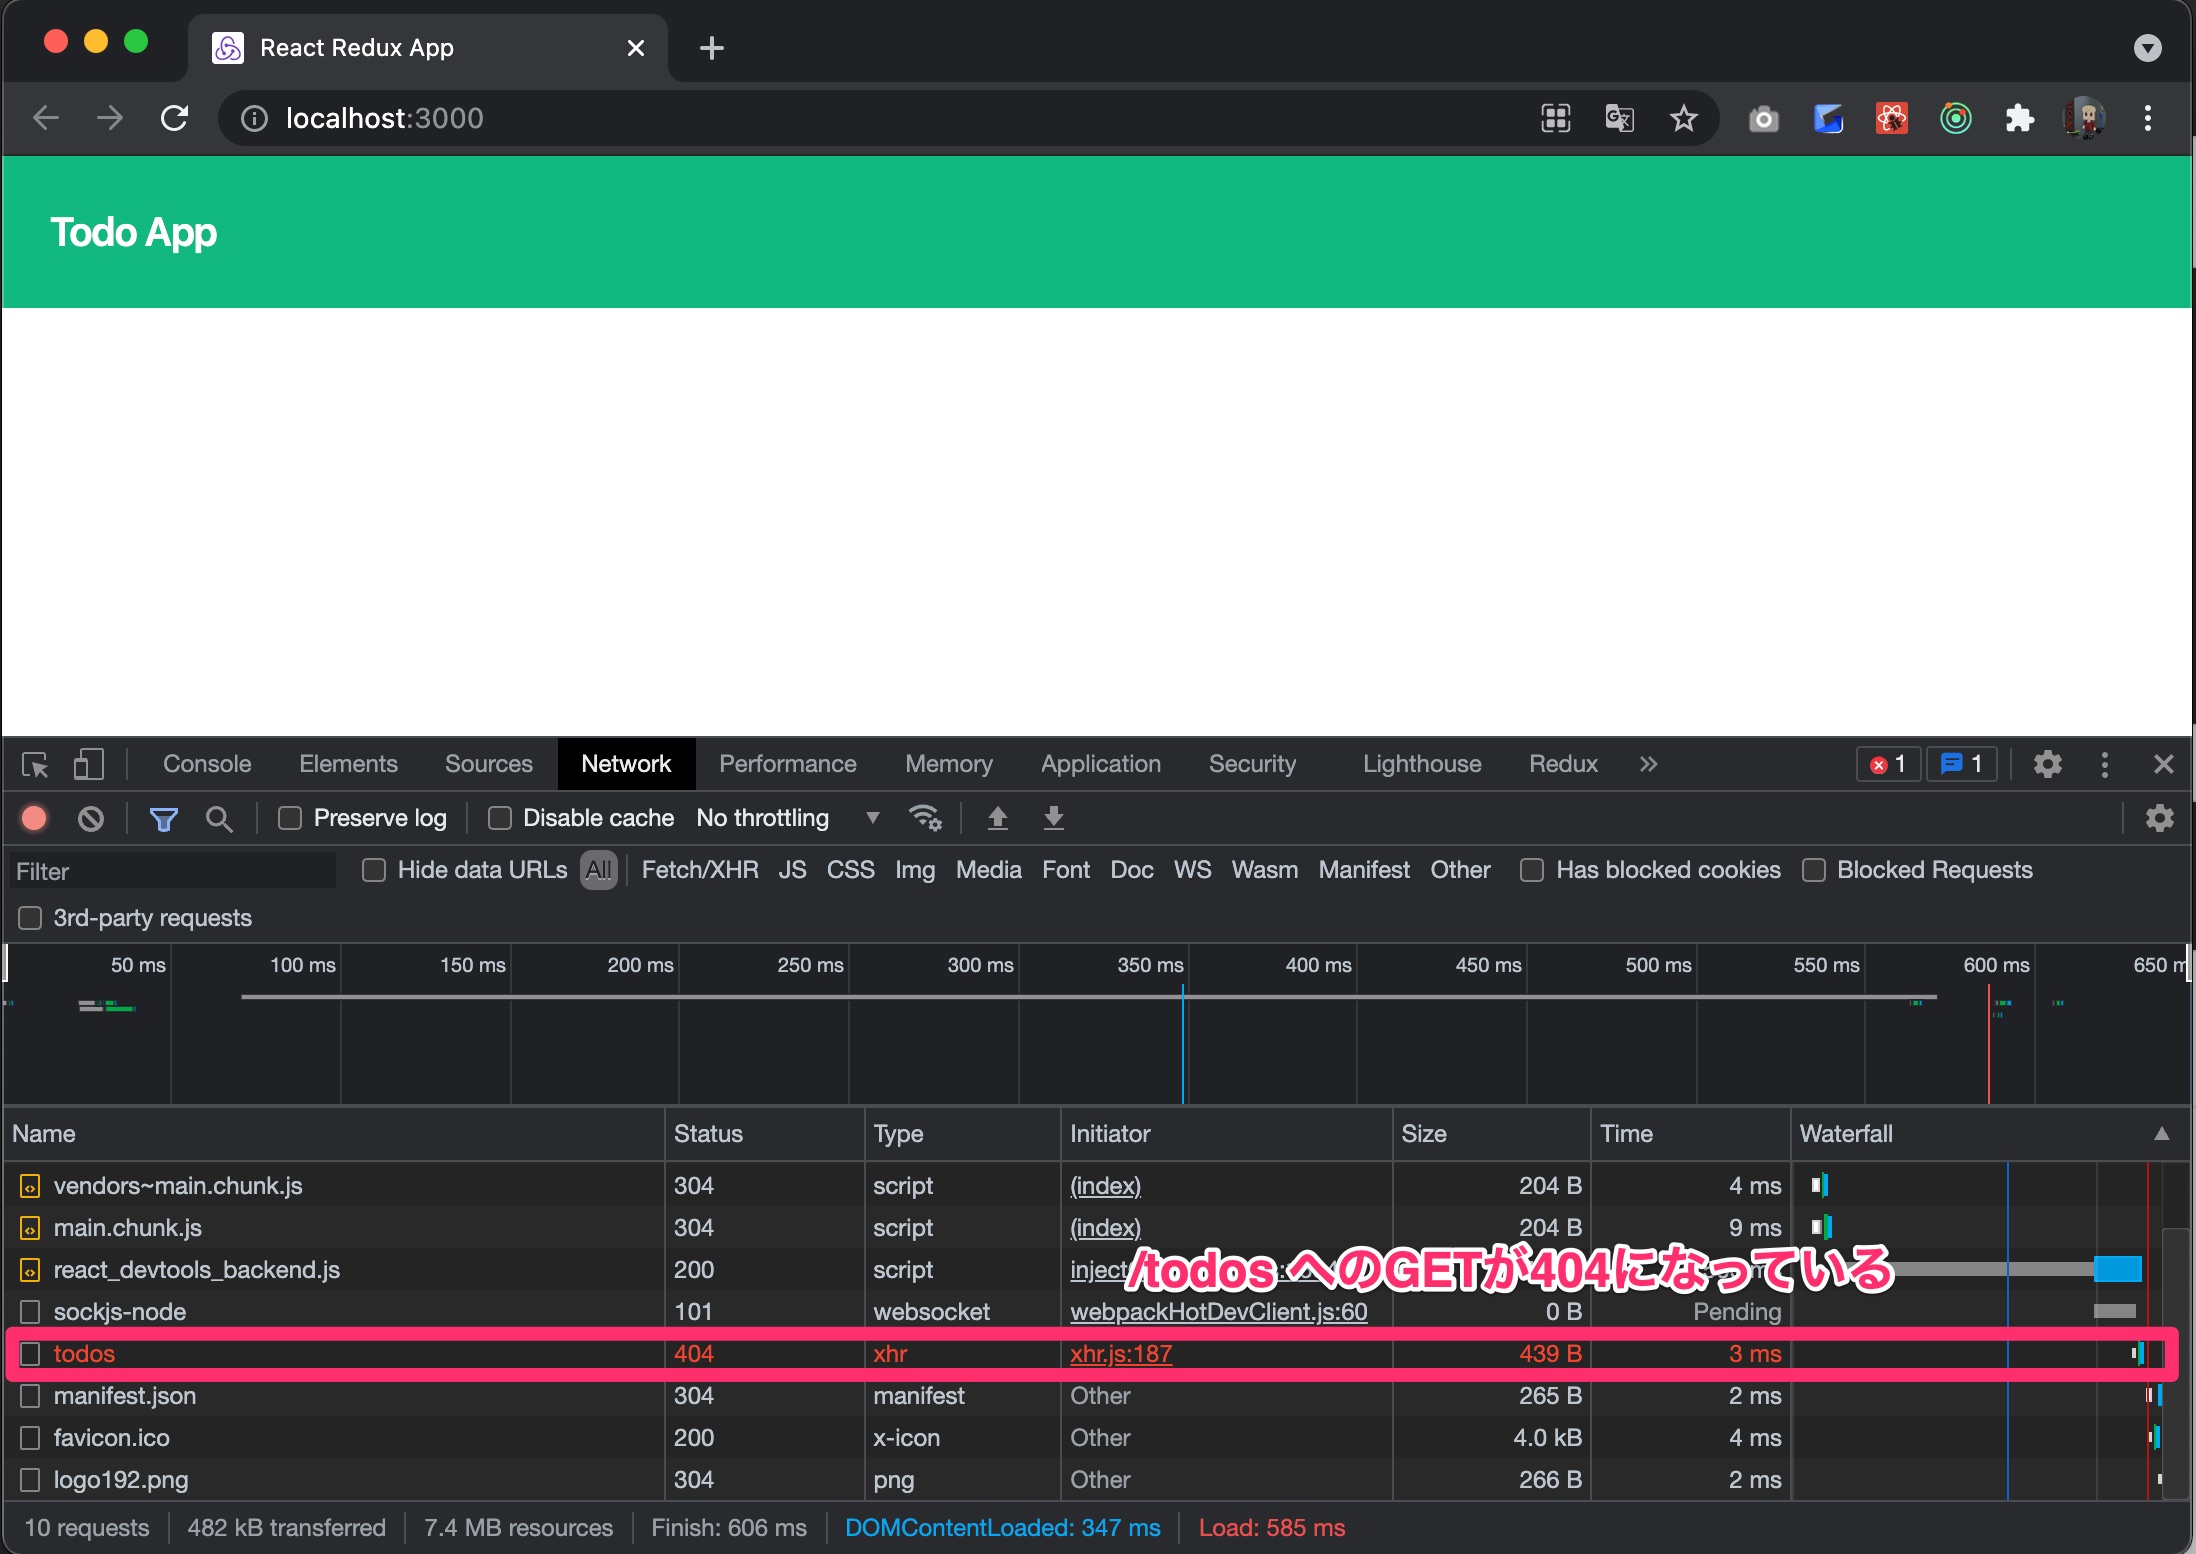 React Redux App
localhost:3000
Todo App
Console Elements Sources Network Performance Memory Application Security Lighthouse Redux » 1 1
Preserve log Disable cache No throttling
Filter Hide data URLs All Fetch/XHR JS CSS Img Media Font Doc WS Wasm Manifest Other Has blocked cookies Blocked Requests
3rd-party requests
50 ms 100 ms 150 ms 200 ms 250 ms 300 ms 350 ms 400 ms 450 ms 500 ms 550 ms 600 ms 650 m
Name Status Type Initiator Size Time Waterfall
vendors~main.chunk.js 304 script (index) 204 B 4 ms
main.chunk.js 304 script (index) 204 B 9 ms
/todos へのGETが404になっている
react_devtools_backend.js 200 script
sockjs-node 101 websocket webpackHotDevClient.js:60 0 B Pending
todos 404 xhr xhr.js:187 439 B 3 ms
manifest.json 304 manifest Other 265 B 2 ms
favicon.ico 200 x-icon Other 4.0 kB 4 ms
logo192.png 304 png Other 266 B 2 ms
10 requests 482 kB transferred 7.4 MB resources Finish: 606 ms DOMContentLoaded: 347 ms Load: 585 ms